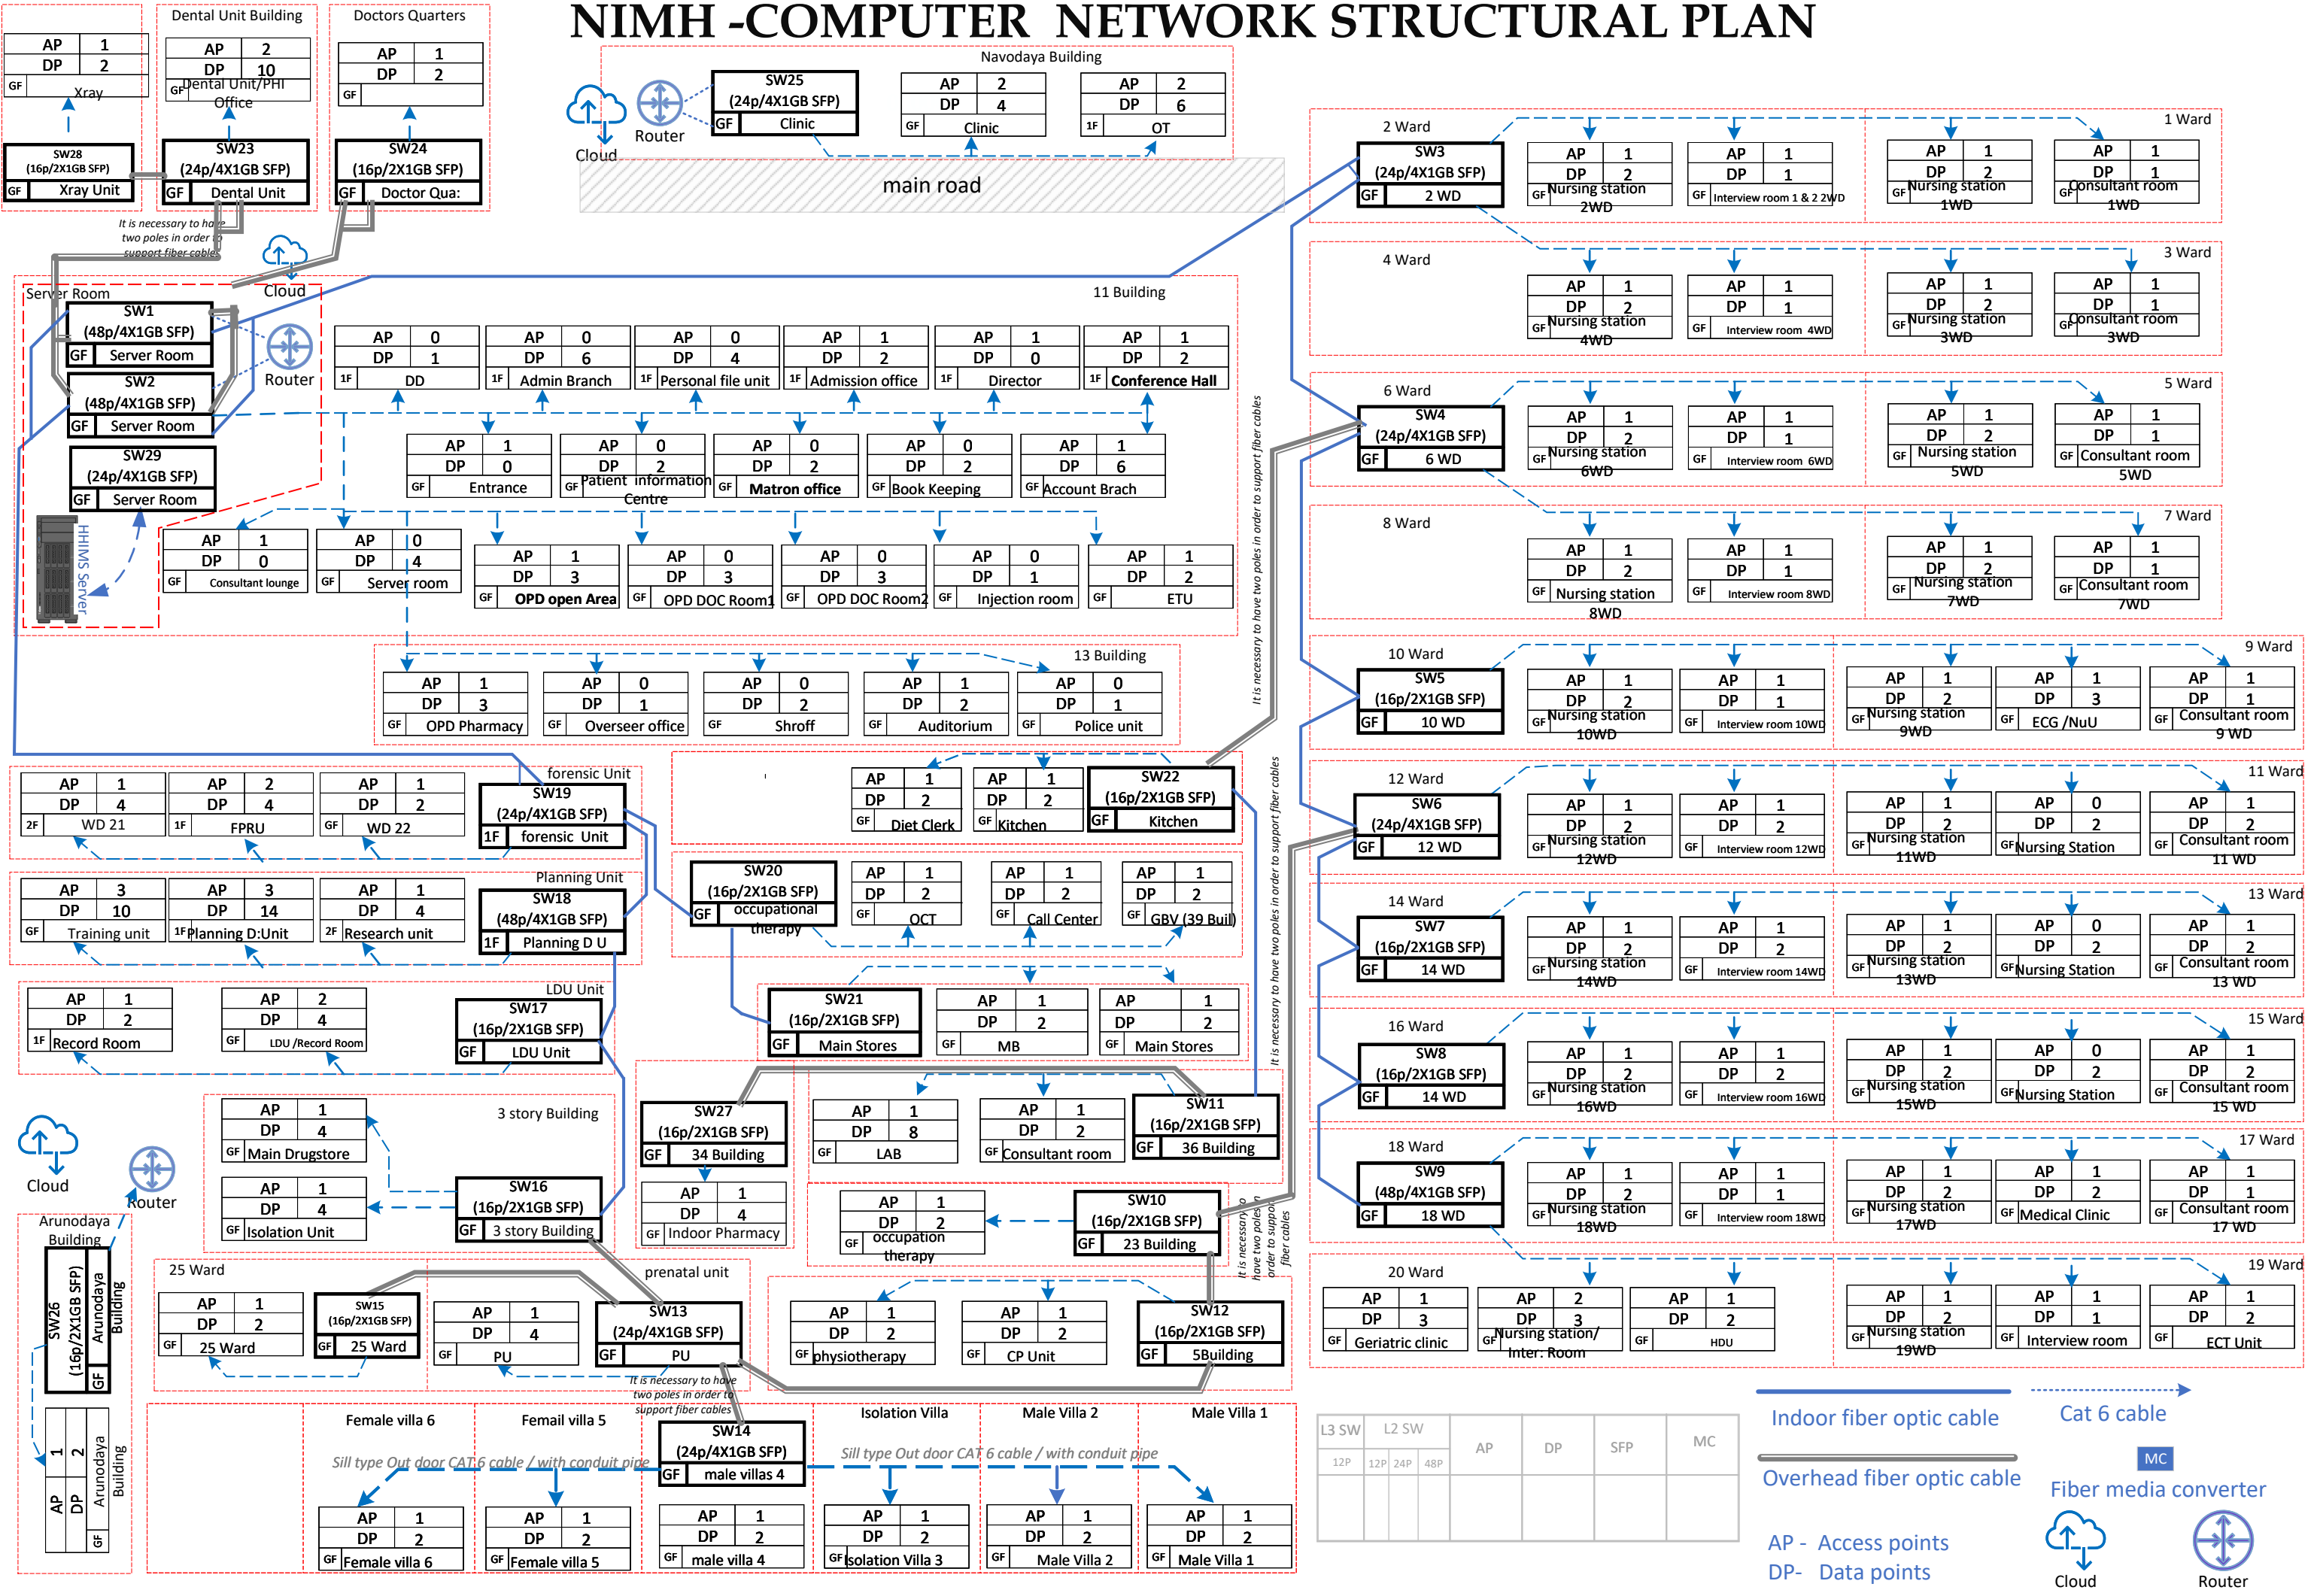 NIMH -COMPUTER NETWORK STRUCTURAL PLAN
AP 1
DP 2
GF Xray
SW28
(16p/2X1GB SFP)
GF Xray Unit
Dental Unit Building
AP 2
DP 10
GF Dental Unit/PHI
Office
SW23
(24p/4X1GB SFP)
GF Dental Unit
Doctors Quarters
AP 1
DP 2
GF
SW24
(16p/2X1GB SFP)
GF Doctor Qua:
It is necessary to have
two poles in order to
support fiber cables
Cloud
Navodaya Building
Cloud
Router
SW25
(24p/4X1GB SFP)
GF Clinic
AP 2
DP 4
GF Clinic
AP 2
DP 6
1F OT
main road
Server Room
SW1
(48p/4X1GB SFP)
GF Server Room
SW2
(48p/4X1GB SFP)
GF Server Room
SW29
(24p/4X1GB SFP)
GF Server Room
HHIMS Server
Router
11 Building
AP 0
DP 1
1F DD
AP 0
DP 6
1F Admin Branch
AP 0
DP 4
1F Personal file unit
AP 1
DP 2
1F Admission office
AP 1
DP 0
1F Director
AP 1
DP 2
1F Conference Hall
AP 1
DP 0
GF Entrance
AP 0
DP 2
GF Patient information
Centre
AP 0
DP 2
GF Matron office
AP 0
DP 2
GF Book Keeping
AP 1
DP 6
GF Account Brach
AP 1
DP 0
GF Consultant lounge
AP 0
DP 4
GF Server room
AP 1
DP 3
GF OPD open Area
AP 0
DP 3
GF OPD DOC Room1
AP 0
DP 3
GF OPD DOC Room2
AP 0
DP 1
GF Injection room
AP 1
DP 2
GF ETU
13 Building
AP 1
DP 3
GF OPD Pharmacy
AP 0
DP 1
GF Overseer office
AP 0
DP 2
GF Shroff
AP 1
DP 2
GF Auditorium
AP 0
DP 1
GF Police unit
forensic Unit
AP 1
DP 4
2F WD 21
AP 2
DP 4
1F FPRU
AP 1
DP 2
GF WD 22
SW19
(24p/4X1GB SFP)
1F forensic Unit
Planning Unit
AP 3
DP 10
GF Training unit
AP 3
DP 14
1F Planning D:Unit
AP 1
DP 4
2F Research unit
SW18
(48p/4X1GB SFP)
1F Planning D U
LDU Unit
AP 1
DP 2
1F Record Room
AP 2
DP 4
GF LDU /Record Room
SW17
(16p/2X1GB SFP)
GF LDU Unit
3 story Building
AP 1
DP 4
GF Main Drugstore
AP 1
DP 4
GF Isolation Unit
SW16
(16p/2X1GB SFP)
GF 3 story Building
Cloud
Router
Arunodaya
Building
SW26
(16p/2X1GB SFP)
GF Arunodaya
Building
AP 1
DP 2
GF Arunodaya
Building
25 Ward
AP 1
DP 2
GF 25 Ward
SW15
(16p/2X1GB SFP)
GF 25 Ward
prenatal unit
AP 1
DP 4
GF PU
SW13
(24p/4X1GB SFP)
GF PU
It is necessary to have
two poles in order to
support fiber cables
AP 1
DP 2
GF Diet Clerk
AP 1
DP 2
GF Kitchen
SW22
(16p/2X1GB SFP)
GF Kitchen
SW20
(16p/2X1GB SFP)
GF occupational
therapy
AP 1
DP 2
GF OCT
AP 1
DP 2
GF Call Center
AP 1
DP 2
GF GBV (39 Buil)
SW21
(16p/2X1GB SFP)
GF Main Stores
AP 1
DP 2
GF MB
AP 1
DP 2
GF Main Stores
SW27
(16p/2X1GB SFP)
GF 34 Building
AP 1
DP 4
GF Indoor Pharmacy
AP 1
DP 8
GF LAB
AP 1
DP 2
GF Consultant room
SW11
(16p/2X1GB SFP)
GF 36 Building
AP 1
DP 2
GF occupation
therapy
SW10
(16p/2X1GB SFP)
GF 23 Building
AP 1
DP 2
GF physiotherapy
AP 1
DP 2
GF CP Unit
SW12
(16p/2X1GB SFP)
GF 5Building
It is necessary to have two poles in order to support fiber cables
It is necessary to have two poles in order to support fiber cables
It is necessary to
have two poles in
order to support
fiber cables
Female villa 6
Femail villa 5
Isolation Villa
Male Villa 2
Male Villa 1
SW14
(24p/4X1GB SFP)
GF male villas 4
Sill type Out door CAT 6 cable / with conduit pipe
Sill type Out door CAT 6 cable / with conduit pipe
AP 1
DP 2
GF Female villa 6
AP 1
DP 2
GF Female villa 5
AP 1
DP 2
GF male villa 4
AP 1
DP 2
GF Isolation Villa 3
AP 1
DP 2
GF Male Villa 2
AP 1
DP 2
GF Male Villa 1
2 Ward
1 Ward
SW3
(24p/4X1GB SFP)
GF 2 WD
AP 1
DP 2
GF Nursing station
2WD
AP 1
DP 1
GF Interview room 1 & 2 2WD
AP 1
DP 2
GF Nursing station
1WD
AP 1
DP 1
GF Consultant room
1WD
4 Ward
3 Ward
AP 1
DP 2
GF Nursing station
4WD
AP 1
DP 1
GF Interview room 4WD
AP 1
DP 2
GF Nursing station
3WD
AP 1
DP 1
GF Consultant room
3WD
6 Ward
5 Ward
SW4
(24p/4X1GB SFP)
GF 6 WD
AP 1
DP 2
GF Nursing station
6WD
AP 1
DP 1
GF Interview room 6WD
AP 1
DP 2
GF Nursing station
5WD
AP 1
DP 1
GF Consultant room
5WD
8 Ward
7 Ward
AP 1
DP 2
GF Nursing station
8WD
AP 1
DP 1
GF Interview room 8WD
AP 1
DP 2
GF Nursing station
7WD
AP 1
DP 1
GF Consultant room
7WD
10 Ward
9 Ward
SW5
(16p/2X1GB SFP)
GF 10 WD
AP 1
DP 2
GF Nursing station
10WD
AP 1
DP 1
GF Interview room 10WD
AP 1
DP 2
GF Nursing station
9WD
AP 1
DP 3
GF ECG /NuU
AP 1
DP 1
GF Consultant room
9 WD
12 Ward
11 Ward
SW6
(24p/4X1GB SFP)
GF 12 WD
AP 1
DP 2
GF Nursing station
12WD
AP 1
DP 2
GF Interview room 12WD
AP 1
DP 2
GF Nursing station
11WD
AP 0
DP 2
GF Nursing Station
AP 1
DP 2
GF Consultant room
11 WD
14 Ward
13 Ward
SW7
(16p/2X1GB SFP)
GF 14 WD
AP 1
DP 2
GF Nursing station
14WD
AP 1
DP 2
GF Interview room 14WD
AP 1
DP 2
GF Nursing station
13WD
AP 0
DP 2
GF Nursing Station
AP 1
DP 2
GF Consultant room
13 WD
16 Ward
15 Ward
SW8
(16p/2X1GB SFP)
GF 14 WD
AP 1
DP 2
GF Nursing station
16WD
AP 1
DP 2
GF Interview room 16WD
AP 1
DP 2
GF Nursing station
15WD
AP 0
DP 2
GF Nursing Station
AP 1
DP 2
GF Consultant room
15 WD
18 Ward
17 Ward
SW9
(48p/4X1GB SFP)
GF 18 WD
AP 1
DP 2
GF Nursing station
18WD
AP 1
DP 1
GF Interview room 18WD
AP 1
DP 2
GF Nursing station
17WD
AP 1
DP 2
GF Medical Clinic
AP 1
DP 1
GF Consultant room
17 WD
20 Ward
19 Ward
AP 1
DP 3
GF Geriatric clinic
AP 2
DP 3
GF Nursing station/
Inter: Room
AP 1
DP 2
GF HDU
AP 1
DP 2
GF Nursing station
19WD
AP 1
DP 1
GF Interview room
AP 1
DP 2
GF ECT Unit
L3 SW L2 SW AP DP SFP MC
12P 12P 24P 48P
Indoor fiber optic cable
Cat 6 cable
Overhead fiber optic cable
MC
Fiber media converter
AP - Access points
DP- Data points
Cloud
Router